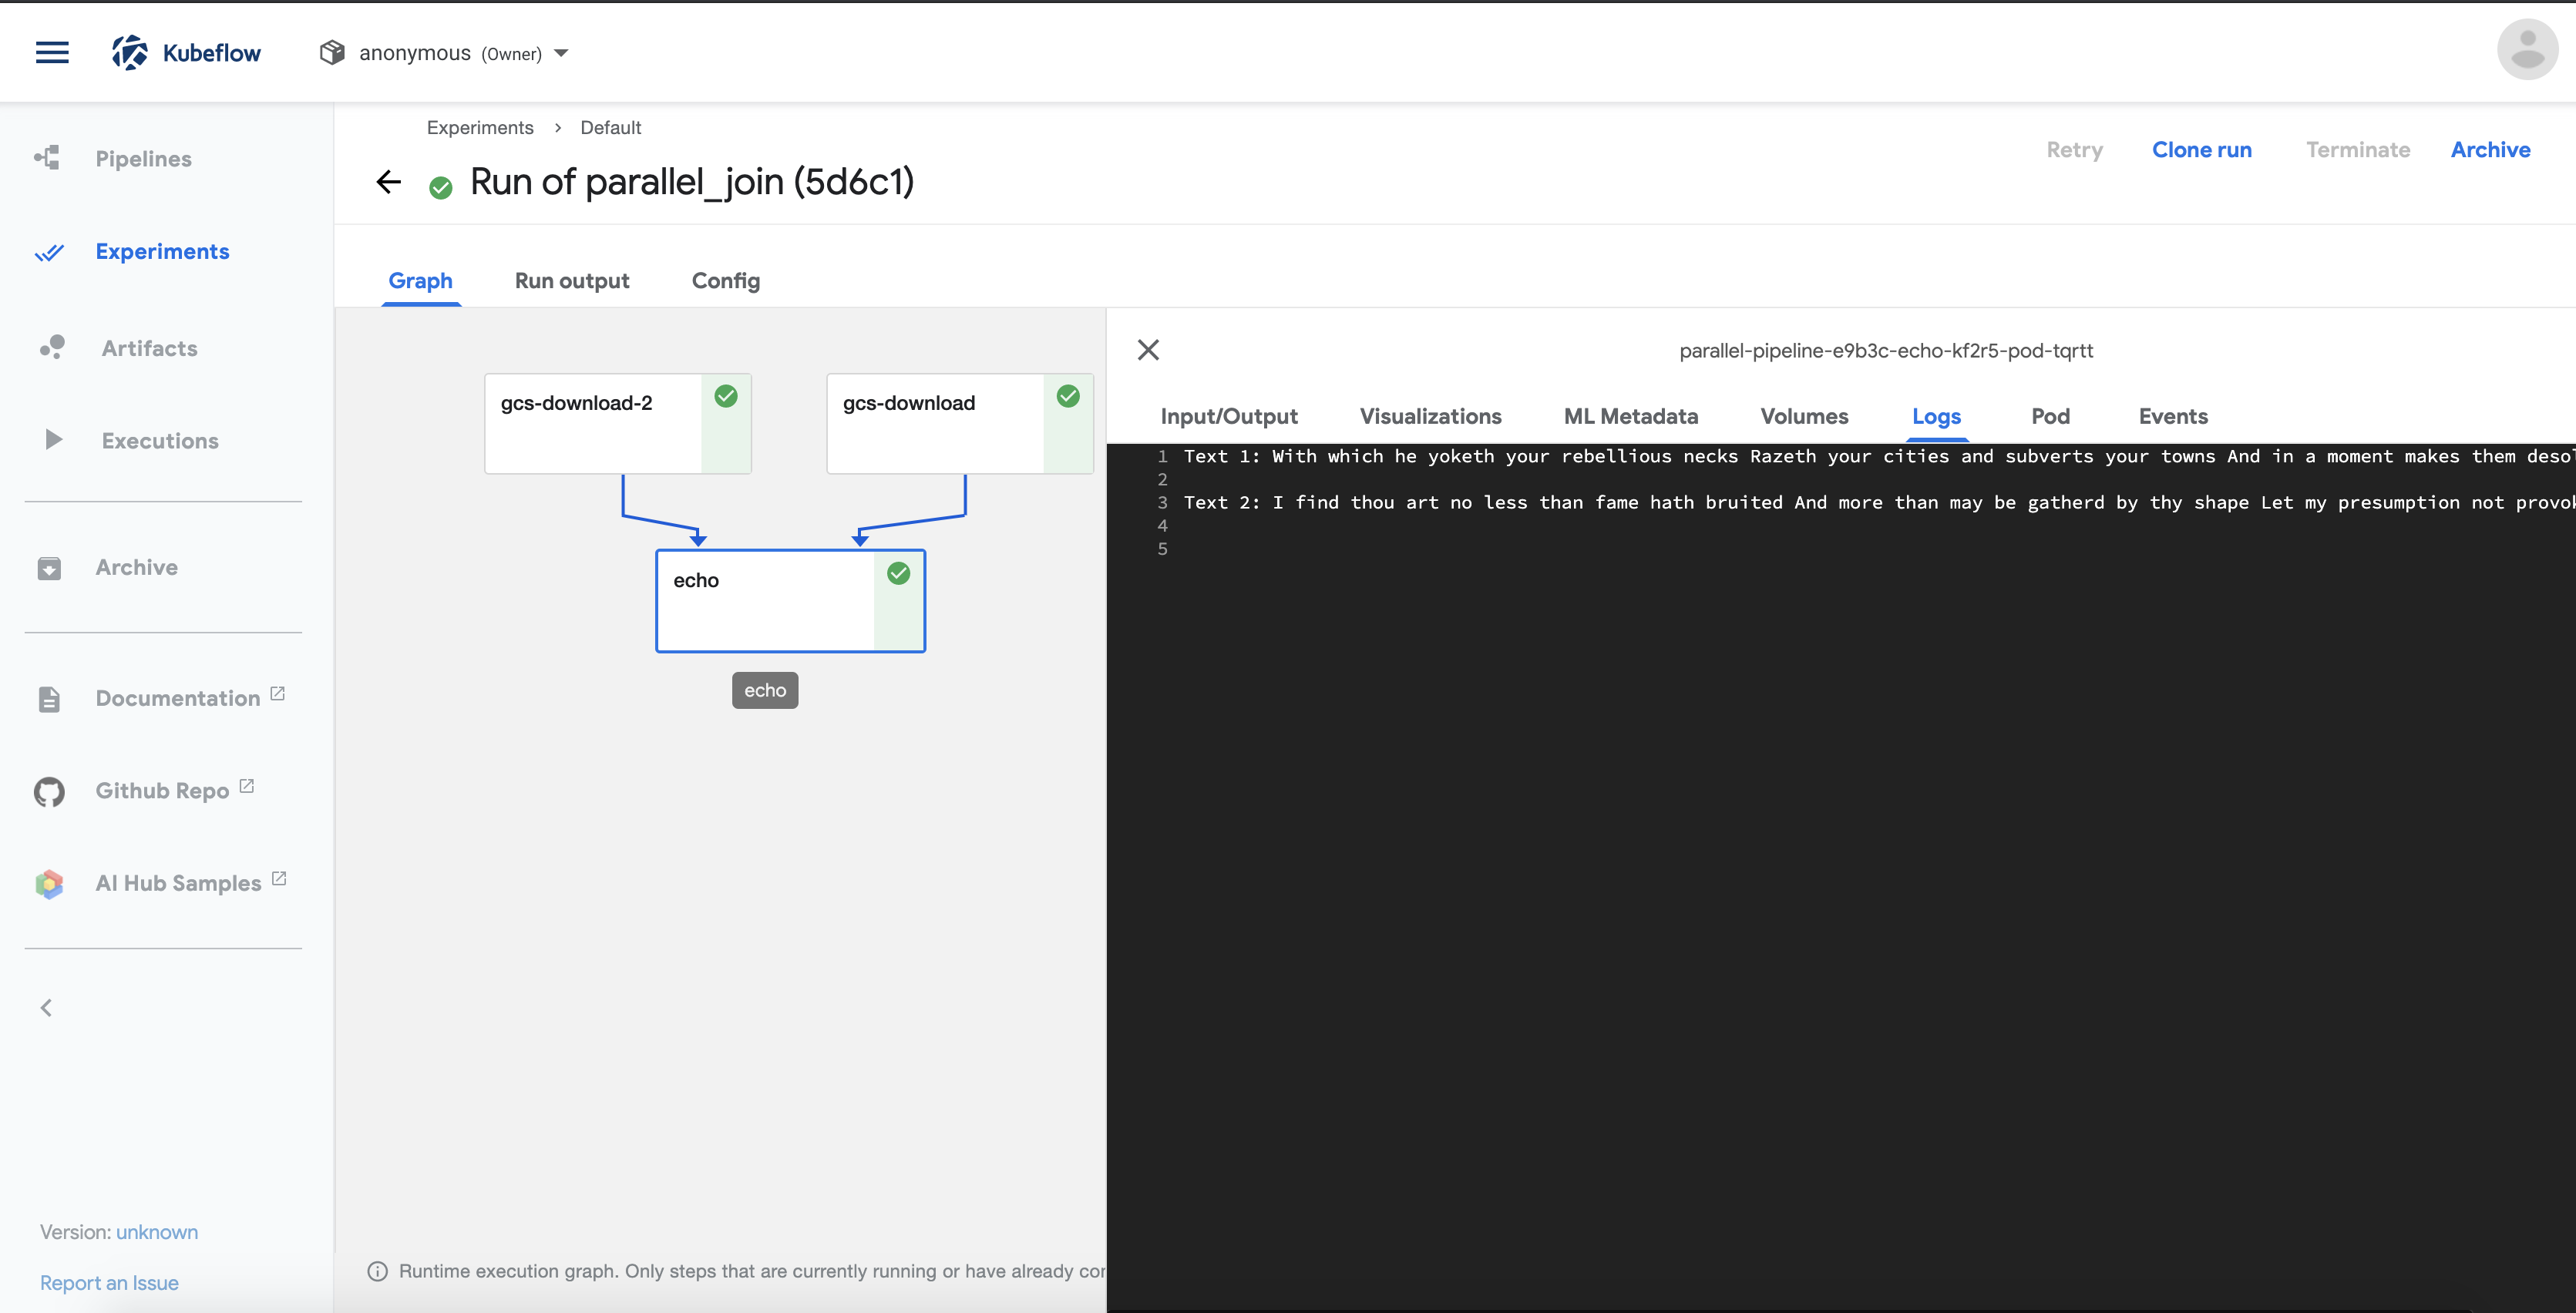 Kubeflow
anonymous (Owner)
Pipelines
Experiments
Artifacts
Executions
Archive
Documentation
Github Repo
AI Hub Samples
Version: unknown
Report an Issue
Experiments > Default
Run of parallel_join (5d6c1)
Retry
Clone run
Terminate
Archive
Graph
Run output
Config
gcs-download-2
gcs-download
echo
echo
Runtime execution graph. Only steps that are currently running or have already
parallel-pipeline-e9b3c-echo-kf2r5-pod-tqrtt
Input/Output
Visualizations
ML Metadata
Volumes
Logs
Pod
Events
1 Text 1: With which he yoketh your rebellious necks Razeth your cities and subverts your towns And in a moment makes them
2
3 Text 2: I find thou art no less than fame hath bruited And more than may be gatherd by thy shape Let my presumption not
4
5